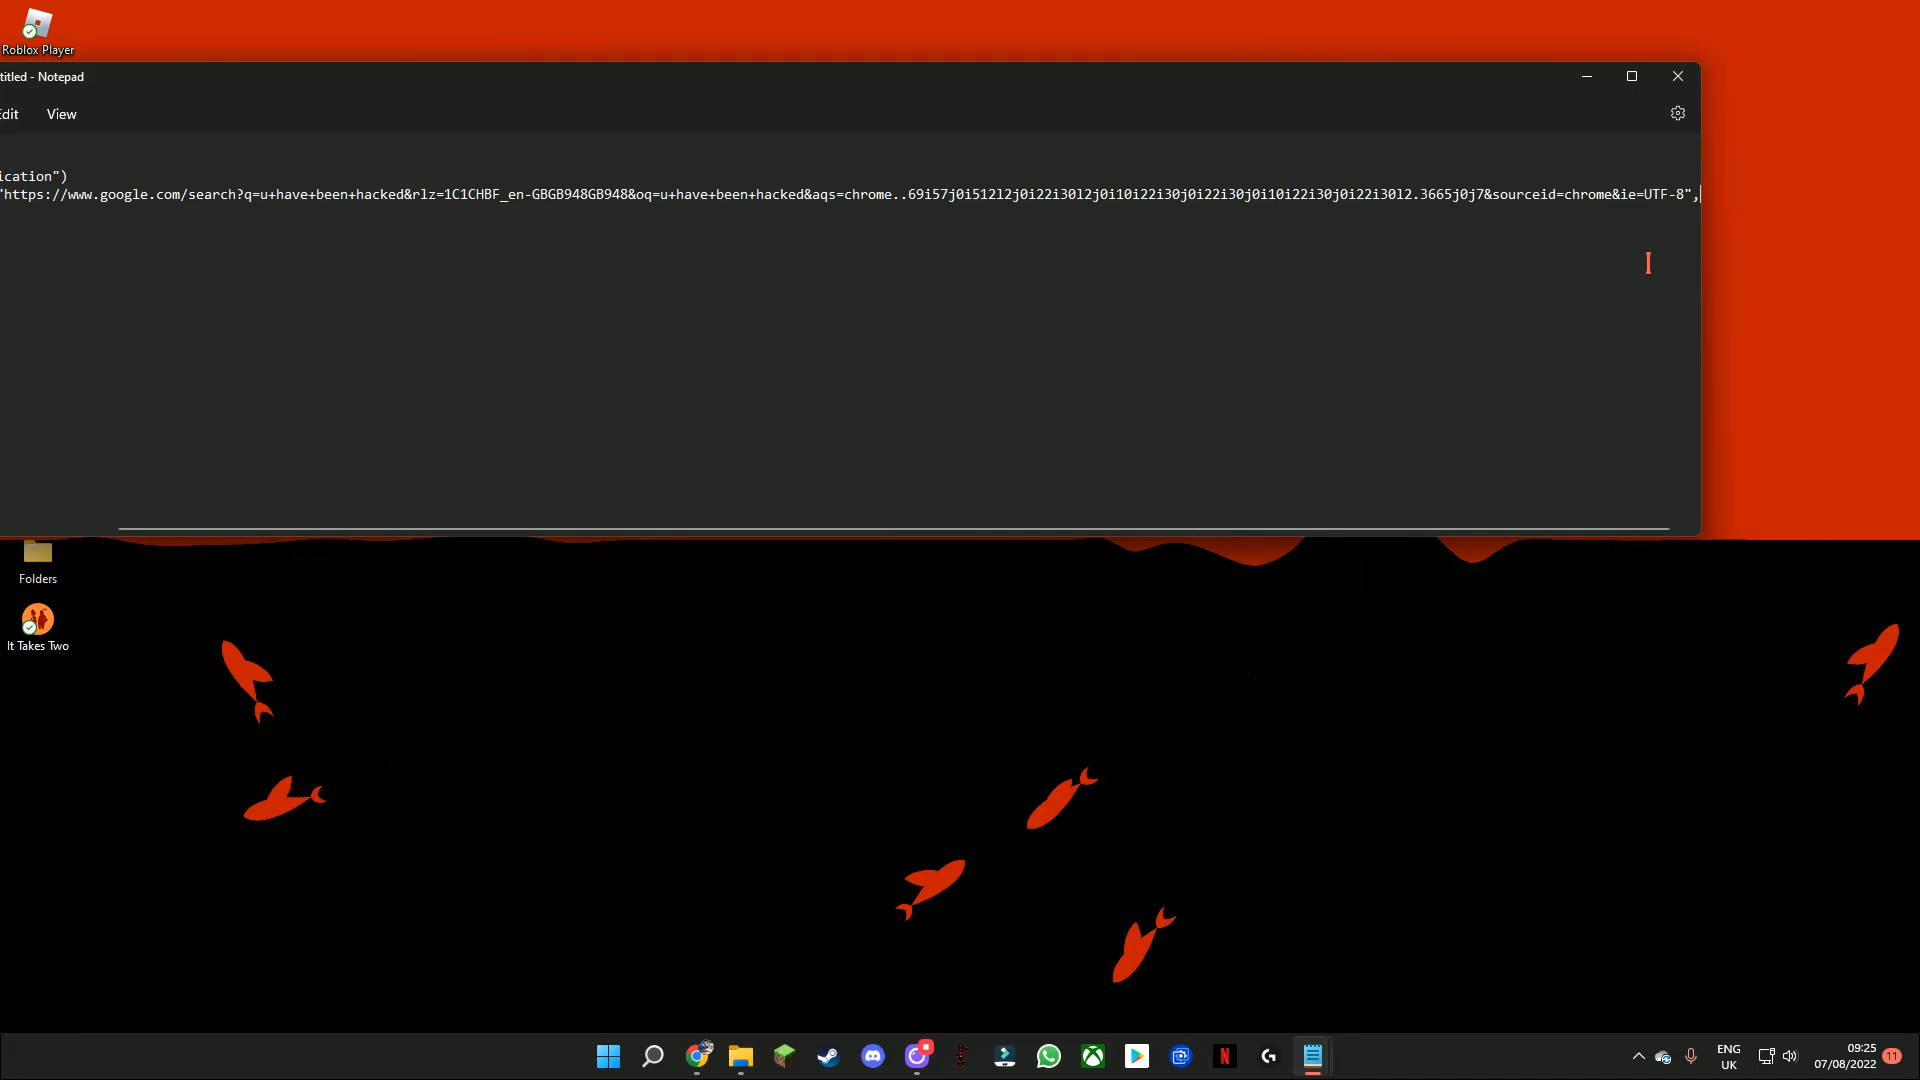 Roblox Player
titled - Notepad
Edit View
ication")
"https://www.google.com/search?q=u+have+been+hacked&rlz=1C1CHBF_en-GBGB948GB948&oq=u+have+been+hacked&aqs=chrome..69i57j0i512l2j0i22i30l2j0i10i22i30j0i22i30j0i10i22i30j0i22i30l2.3665j0j7&sourceid=chrome&ie=UTF-8",
Folders
It Takes Two
ENG
UK
09:25
07/08/2022
11